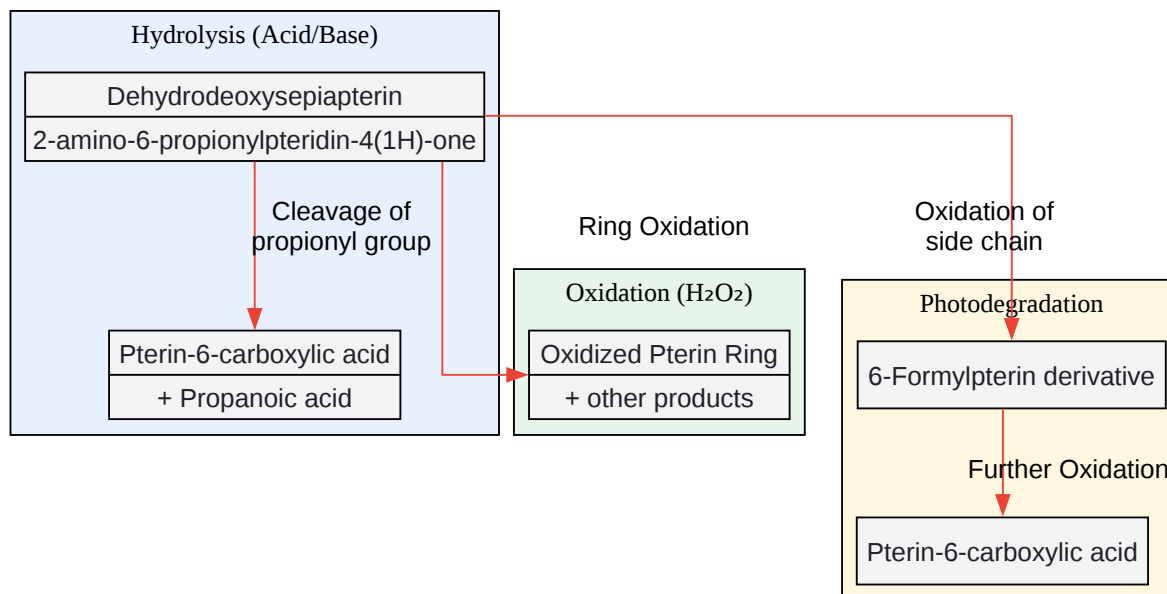 Hydrolysis (Acid/Base)
Dehydrodeoxysepiapterin
2-amino-6-propionylpteridin-4(1H)-one
Cleavage of
propionyl group
Pterin-6-carboxylic acid
+ Propanoic acid
Ring Oxidation
Oxidation (H₂O₂)
Oxidized Pterin Ring
+ other products
Oxidation of
side chain
Photodegradation
6-Formylpterin derivative
Further Oxidation
Pterin-6-carboxylic acid